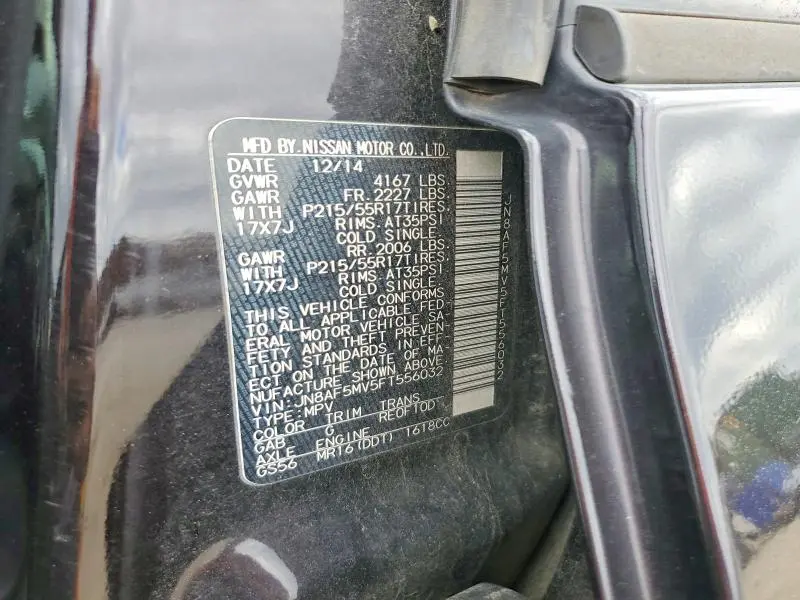 MFD BY.NISSAN MOTOR CO.,LTD.
DATE 12/14
GVWR 4167 LBS.
GAWR FR.2227 LBS.
WITH P215/55R17TIRES.
17X7J RIMS.AT35PSI
COLD SINGLE.
GAWR RR.2006 LBS.
WITH P215/55R17TIRES.
17X7J RIMS.AT35PSI
COLD SINGLE.
THIS VEHICLE CONFORMS
TO ALL APPLICABLE FED
ERAL MOTOR VEHICLE SA
FETY AND THEFT PREVEN
TION STANDARDS IN EFF
ECT ON THE DATE OF MA
NUFACTURE SHOWN ABOVE.
VIN:JN8AF5MV5FT556032
TYPE:MPV
COLOR TRIM TRANS
GAB G RE0F10D
AXLE ENGINE
GS56 MR16(DDT) 1618CC
JN8AF5MV5FT556032